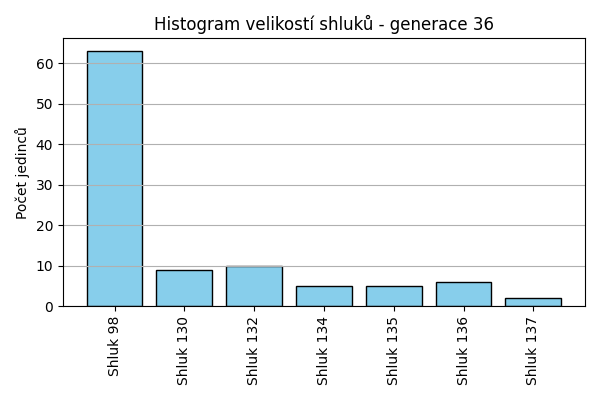 Histogram velikostí shluků - generace 36
Počet jedinců
60
50
40
30
20
10
0
Shluk 98
Shluk 130
Shluk 132
Shluk 134
Shluk 135
Shluk 136
Shluk 137